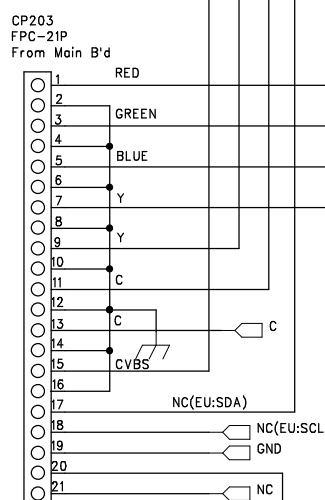 CP203
FPC-21P
From Main B'd
1 RED
2
3 GREEN
4
5 BLUE
6
7 Y
8
9 Y
10
11 C
12
13 C C
14
15 CVBS
16
17 NC(EU:SDA)
18 NC(EU:SCL
19 GND
20
21 NC